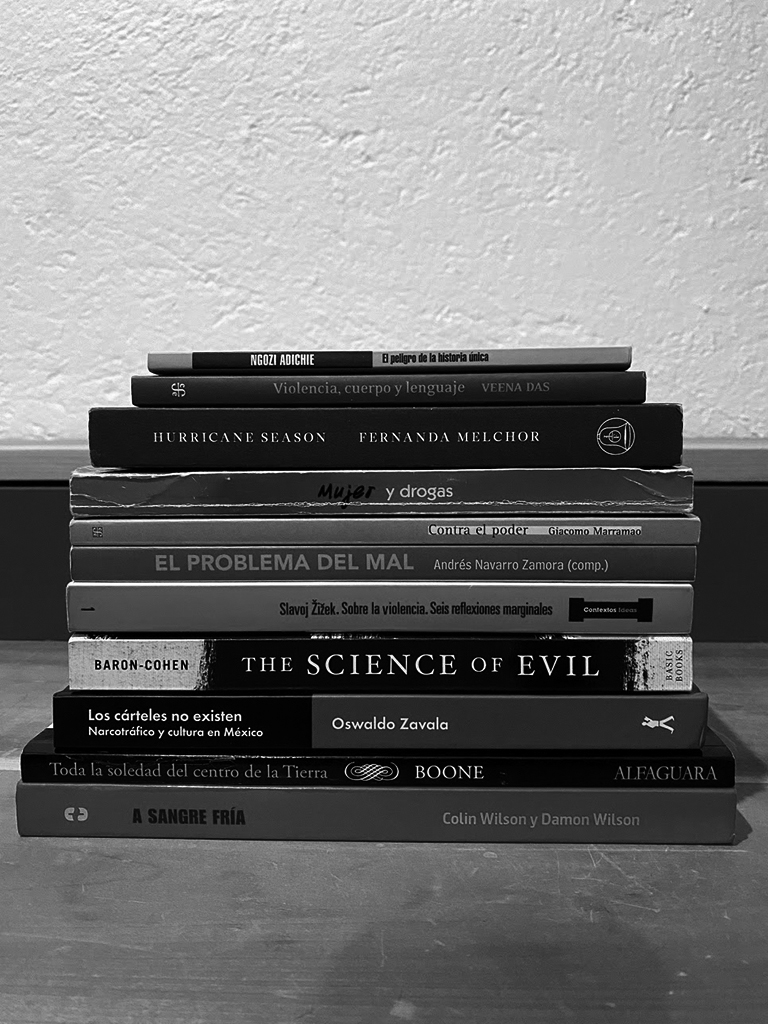 NGOZI ADICHIE El peligro de la historia única
Violencia, cuerpo y lenguaje VEENA DAS
HURRICANE SEASON FERNANDA MELCHOR
Mujer y drogas
Contra el poder Giacomo Marramao
EL PROBLEMA DEL MAL Andrés Navarro Zamora (comp.)
1 Slavoj Žižek. Sobre la violencia. Seis reflexiones marginales Contextos Ideas
BARON-COHEN THE SCIENCE OF EVIL BASIC BOOKS
Los cárteles no existen
Narcotráfico y cultura en México
Oswaldo Zavala
Toda la soledad del centro de la Tierra BOONE ALFAGUARA
A SANGRE FRÍA Colin Wilson y Damon Wilson